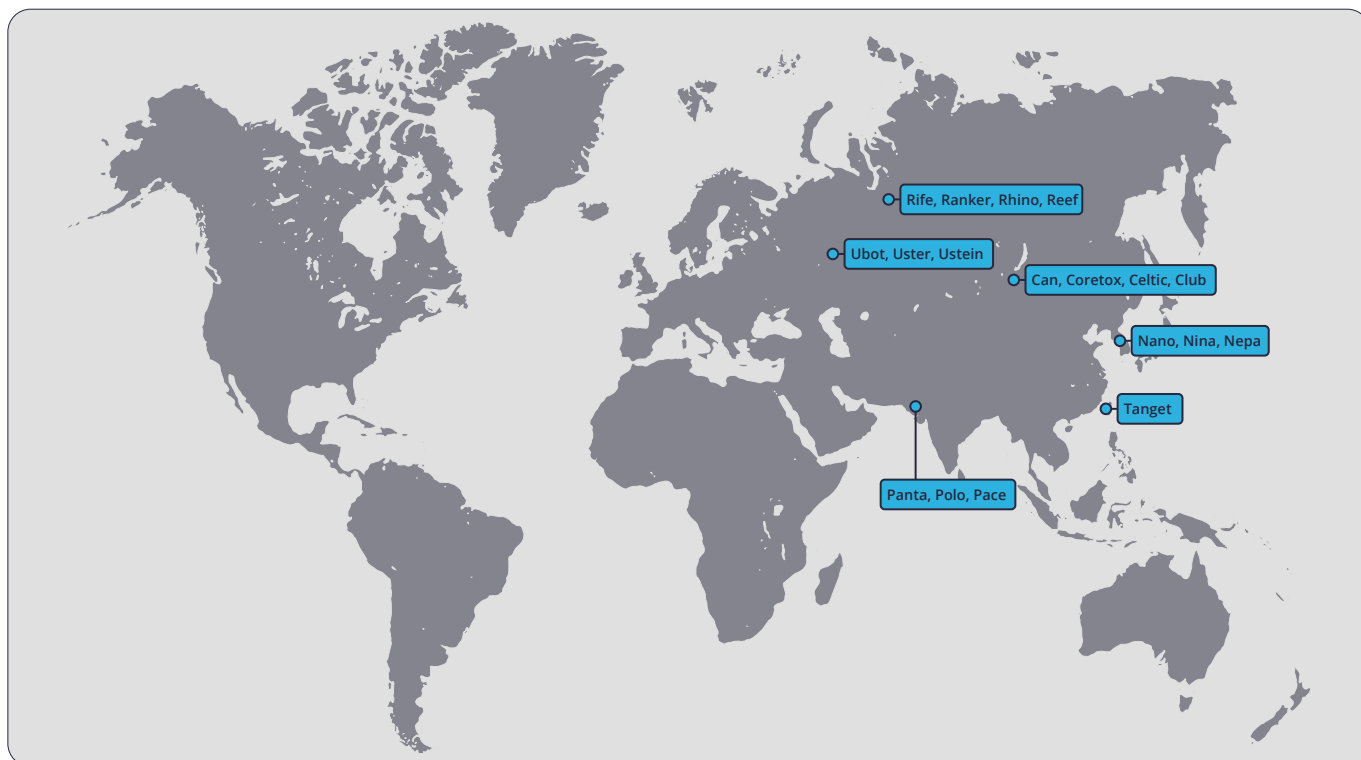 Rife, Ranker, Rhino, Reef
Ubot, Uster, Ustein
Can, Coretox, Celtic, Club
Nano, Nina, Nepa
Tanget
Panta, Polo, Pace